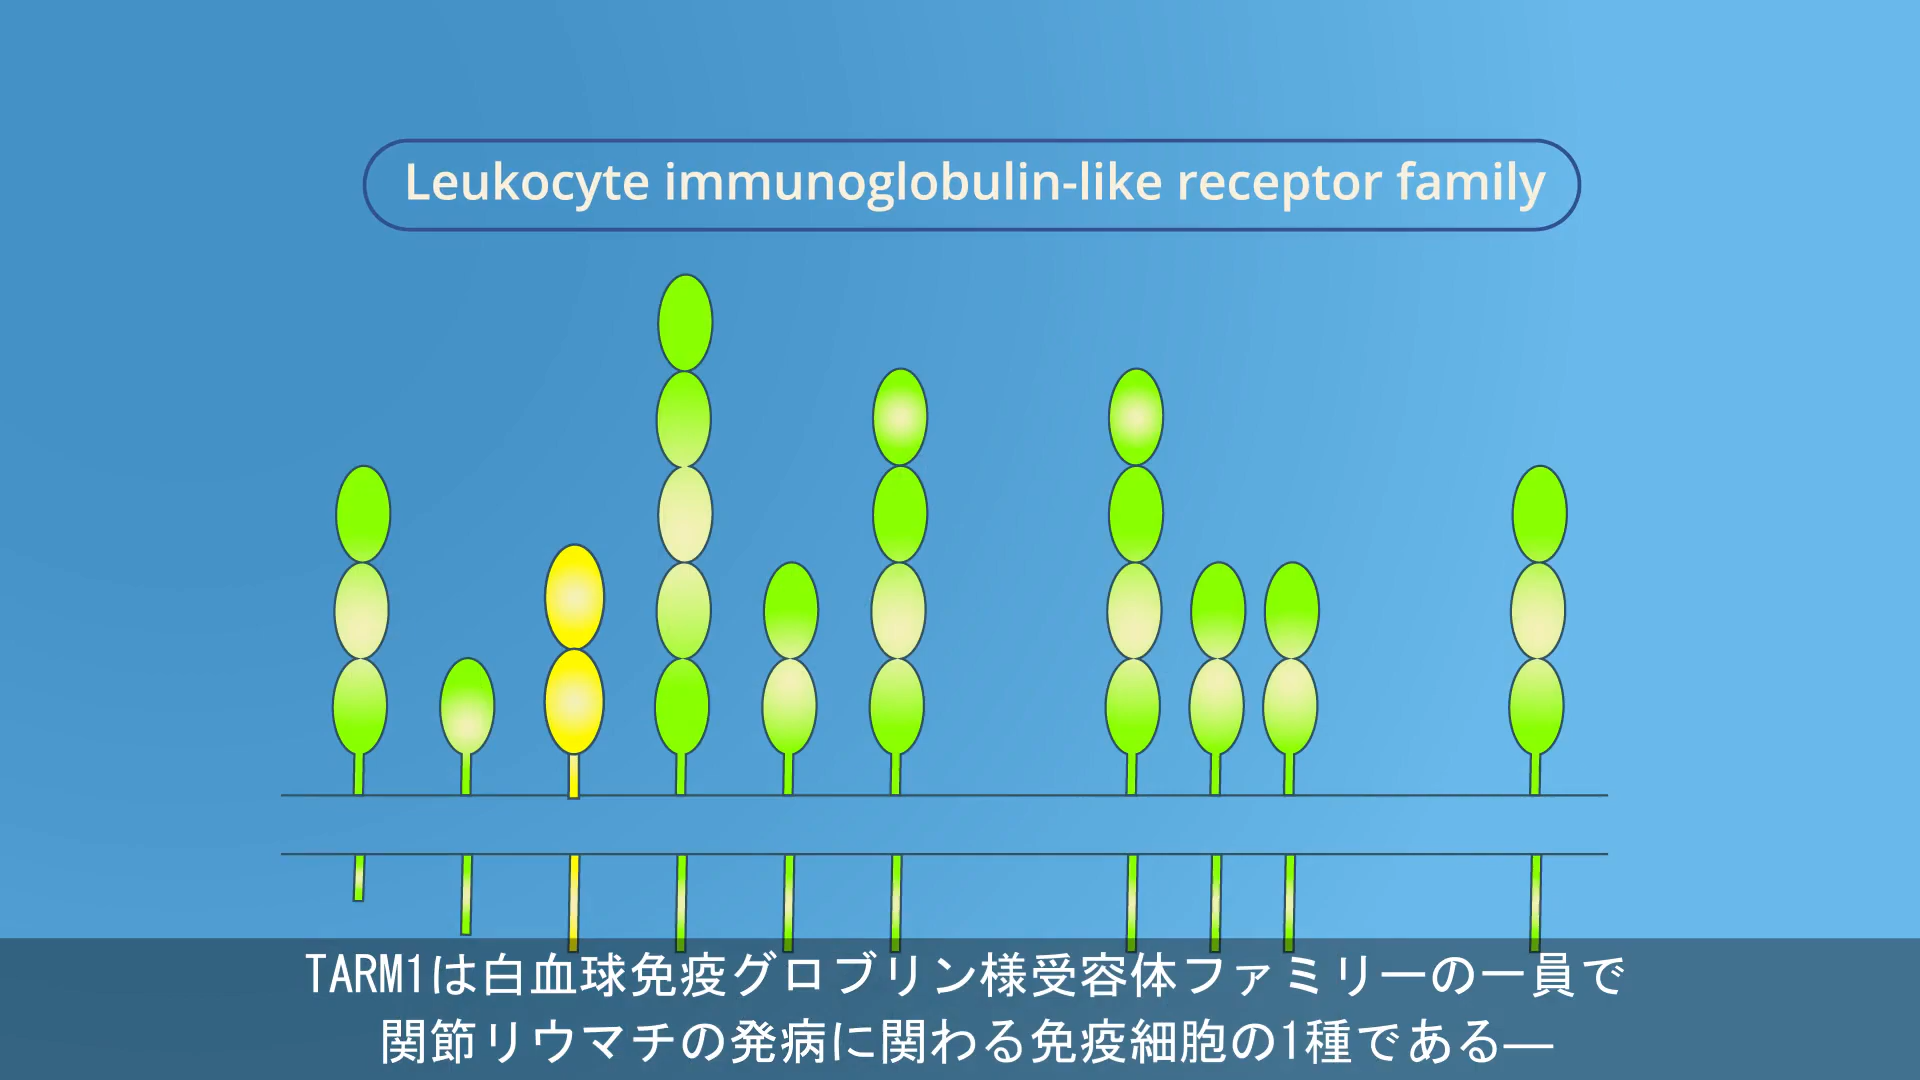 Leukocyte immunoglobulin-like receptor family
TARM1は白血球免疫グロブリン様受容体ファミリーの一員で
関節リウマチの発病に関わる免疫細胞の1種である―